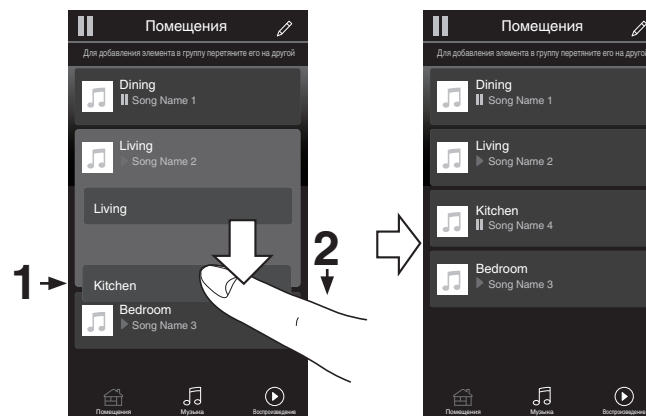 Помещения
Для добавления элемента в группу перетяните его на другой
Dining
Song Name 1
Living
Song Name 2
Living
Kitchen
Bedroom
Song Name 3
Помещения
Музыка
Воспроизведение
1
2
Помещения
Для добавления элемента в группу перетяните его на другой
Dining
Song Name 1
Living
Song Name 2
Kitchen
Song Name 4
Bedroom
Song Name 3
Помещения
Музыка
Воспроизведение